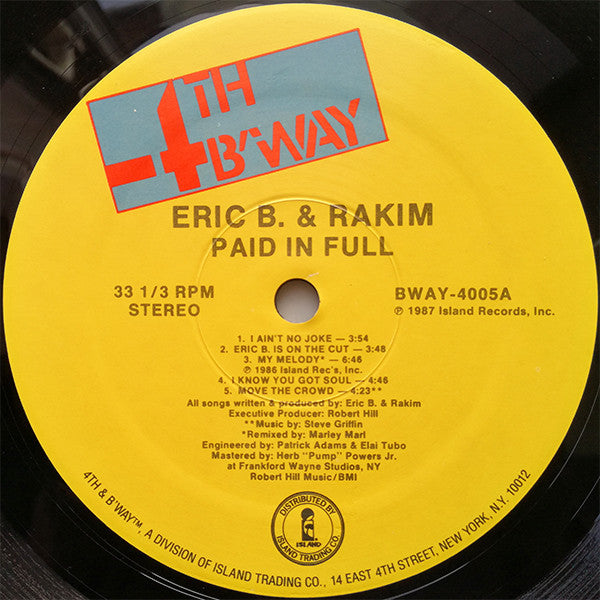 4TH
B'WAY
ERIC B. & RAKIM
PAID IN FULL
33 1/3 RPM
STEREO
BWAY-4005A
℗ 1987 Island Records, Inc.
1. I AIN'T NO JOKE — 3:54
2. ERIC B. IS ON THE CUT — 3:48
3. MY MELODY* — 6:46
℗ 1986 Island Rec's, Inc.
4. I KNOW YOU GOT SOUL — 4:46
5. MOVE THE CROWD — 4:23**
All songs written & produced by: Eric B. & Rakim
Executive Producer: Robert Hill
**Music by: Steve Griffin
*Remixed by: Marley Marl
Engineered by: Patrick Adams & Elai Tubo
Mastered by: Herb "Pump" Powers Jr.
at Frankford Wayne Studios, NY
Robert Hill Music/BMI
DISTRIBUTED BY
ISLAND
ISLAND TRADING CO.
4TH & B'WAY™, A DIVISION OF ISLAND TRADING CO., 14 EAST 4TH STREET, NEW YORK, N.Y. 10012